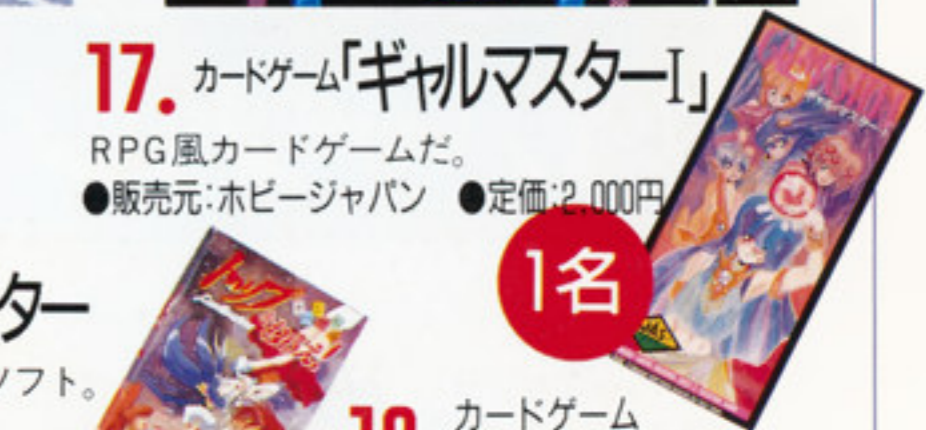 17. カードゲーム「ギャルマスターI」
RPG風カードゲームだ。
●販売元：ホビージャパン ●定価：2,000円
1名
ター
ソフト。
カードゲーム